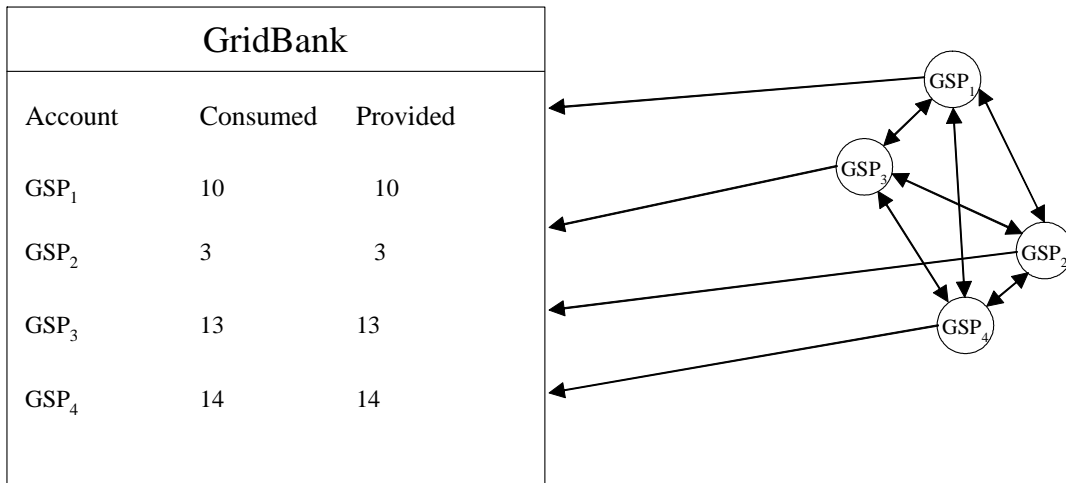 GridBank
Account Consumed Provided
GSP₁ 10 10
GSP₂ 3 3
GSP₃ 13 13
GSP₄ 14 14
GSP₁
GSP₃
GSP₂
GSP₄